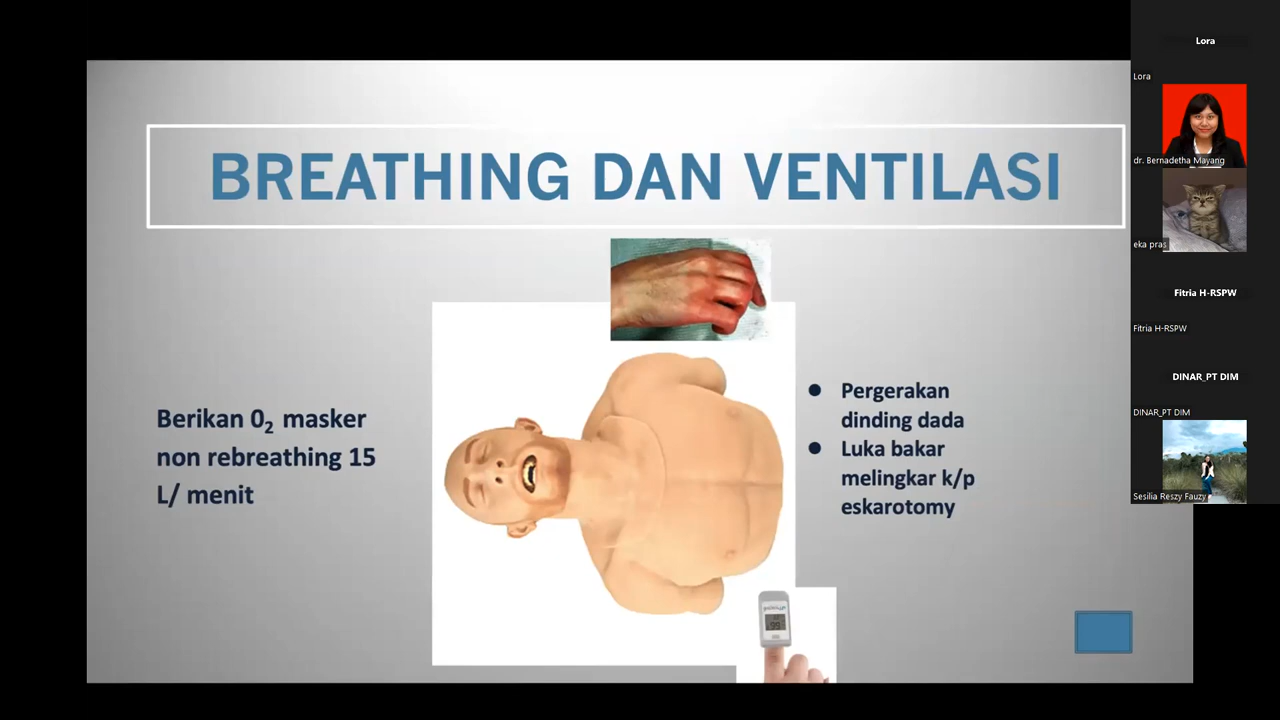 BREATHING DAN VENTILASI
Berikan 0₂ masker
non rebreathing 15
L/ menit
● Pergerakan
dinding dada
● Luka bakar
melingkar k/p
eskarotomy
Lora
Lora
dr. Bernadetha Mayang
eka pras
Fitria H-RSPW
Fitria H-RSPW
DINAR_PT DIM
DINAR_PT DIM
Sesilia Reszy Fauzy